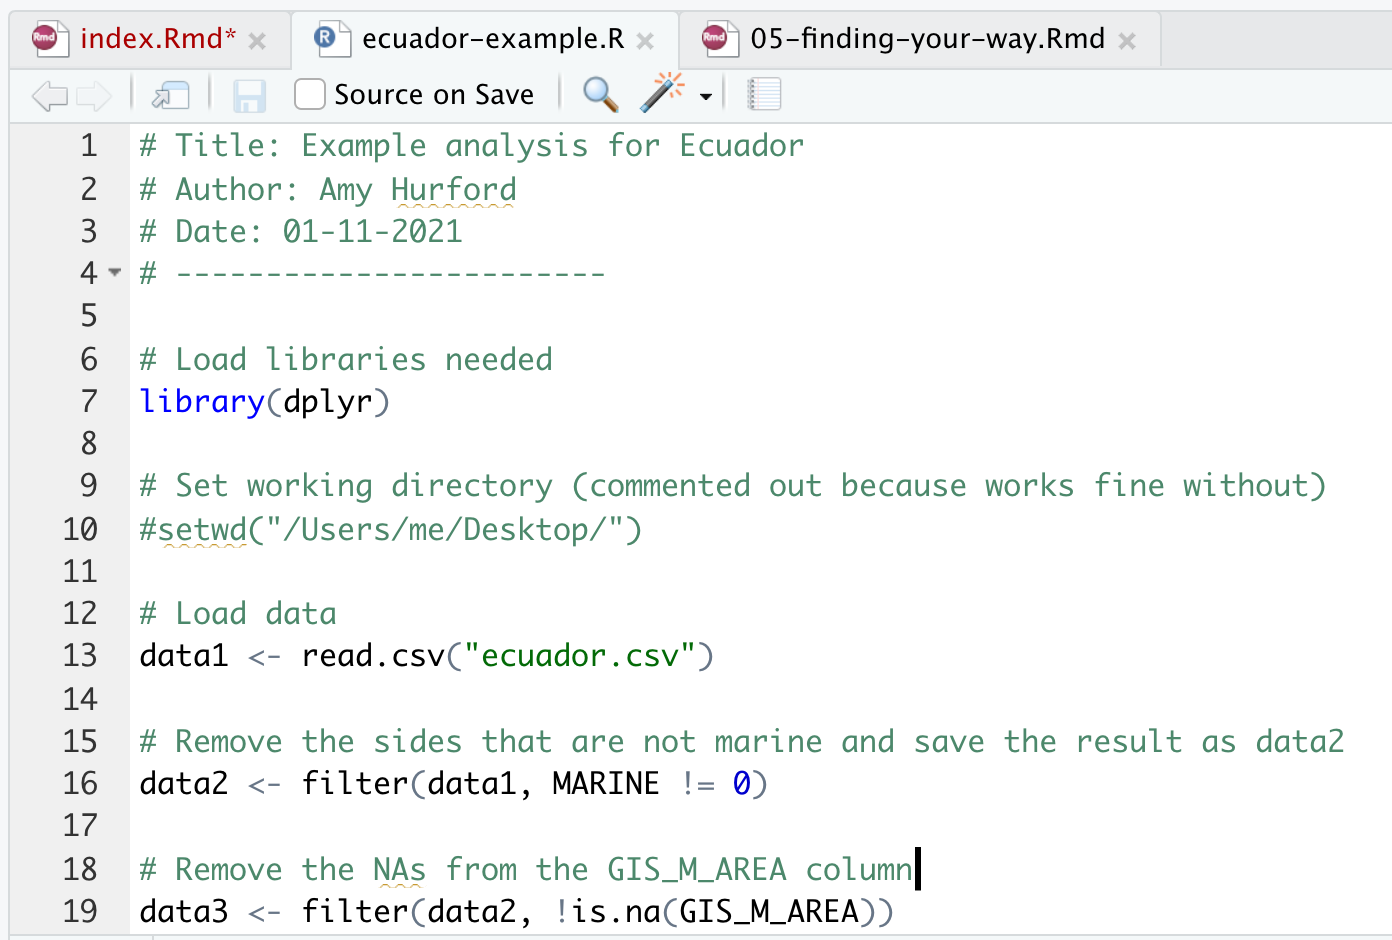 index.Rmd* ecuador-example.R 05-finding-your-way.Rmd
Source on Save
1 # Title: Example analysis for Ecuador
2 # Author: Amy Hurford
3 # Date: 01-11-2021
4 # ------------------------
5
6 # Load libraries needed
7 library(dplyr)
8
9 # Set working directory (commented out because works fine without)
10 #setwd("/Users/me/Desktop/")
11
12 # Load data
13 data1 <- read.csv("ecuador.csv")
14
15 # Remove the sides that are not marine and save the result as data2
16 data2 <- filter(data1, MARINE != 0)
17
18 # Remove the NAs from the GIS_M_AREA column
19 data3 <- filter(data2, !is.na(GIS_M_AREA))